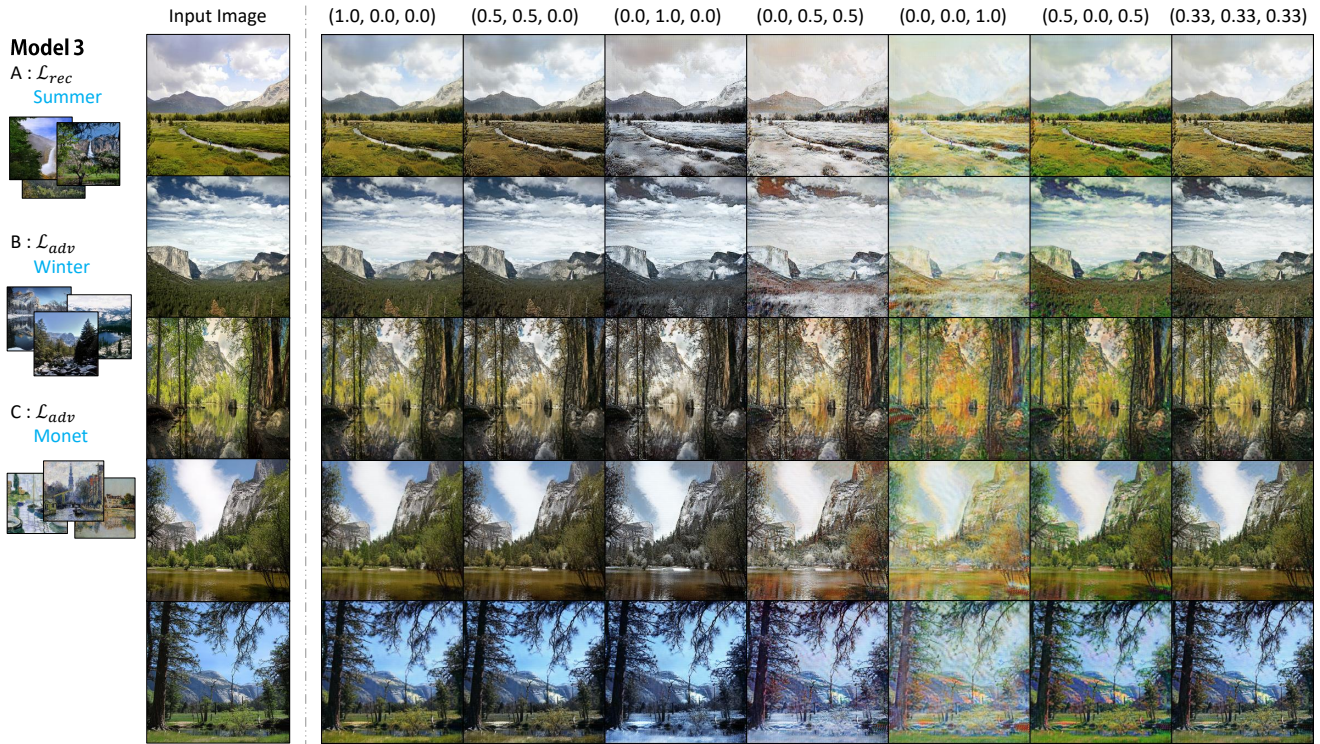 Input Image
(1.0, 0.0, 0.0)
(0.5, 0.5, 0.0)
(0.0, 1.0, 0.0)
(0.0, 0.5, 0.5)
(0.0, 0.0, 1.0)
(0.5, 0.0, 0.5)
(0.33, 0.33, 0.33)
Model 3
A : ℒ_rec
Summer
B : ℒ_adv
Winter
C : ℒ_adv
Monet